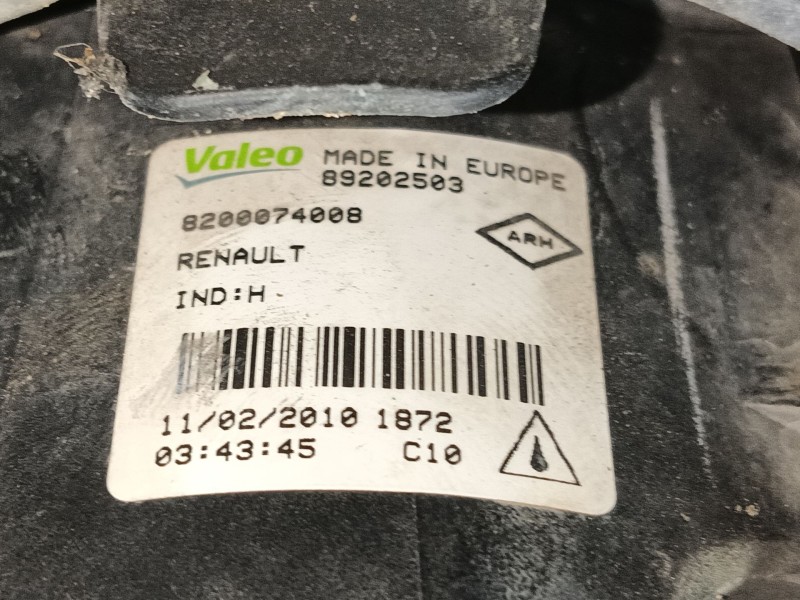 Valeo MADE IN EUROPE
89202503
8200074008
ARH
RENAULT
IND:H
11/02/2010 1872
03:43:45 C10